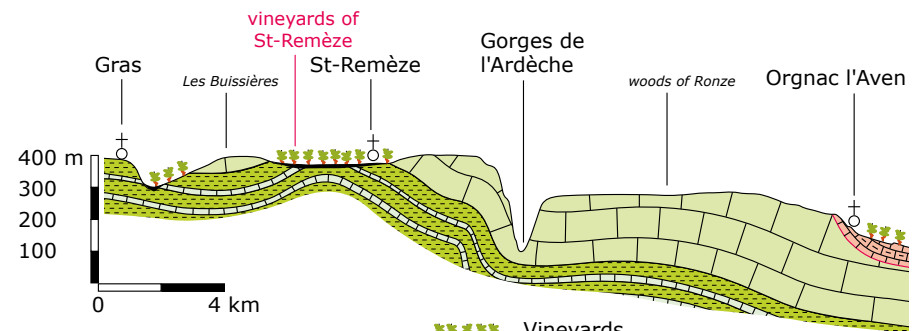 vineyards of
St-Remèze
Gras
Les Buissières
St-Remèze
Gorges de
l'Ardèche
woods of Ronze
Orgnac l'Aven
400 m
300
200
100
0
4 km
Vineyards